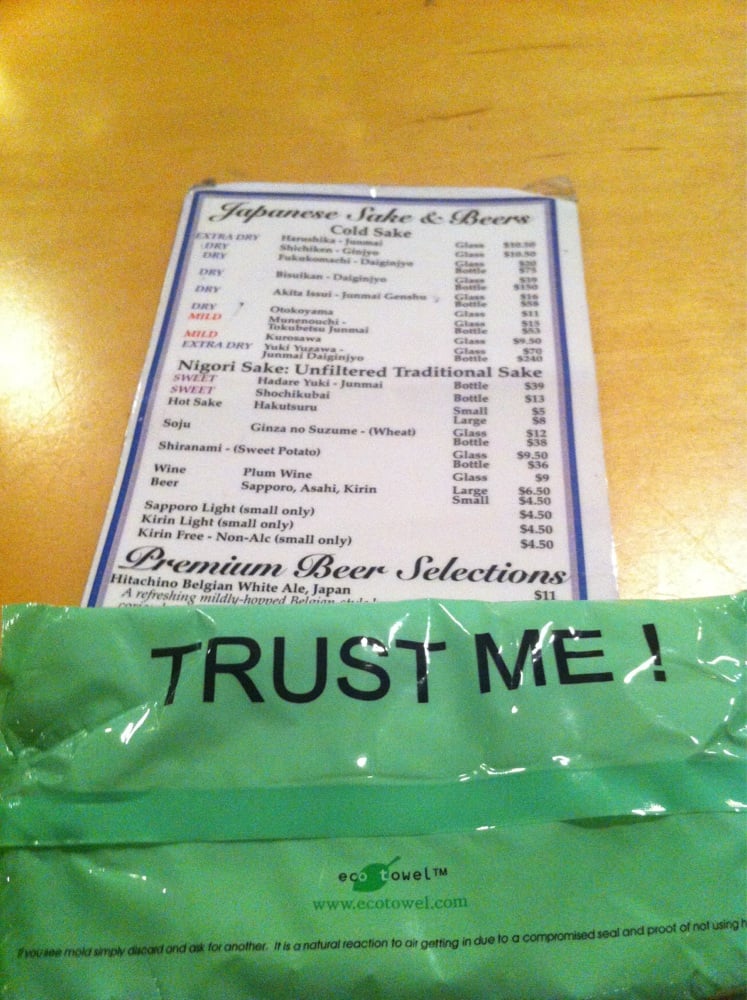 Japanese Sake & Beers
Cold Sake
EXTRA DRY Harushika - Junmai Glass $10.50
DRY Shichiken - Ginjyo Glass $10.50
DRY Fukukomachi - Daiginjyo Glass $20
Bottle $75
DRY Bisuikan - Daiginjyo Glass $39
Bottle $150
DRY Akita Issui - Junmai Genshu Glass $16
Bottle $58
DRY Otokoyama Glass $11
MILD Munenouchi - Glass $15
Tokubetsu Junmai Bottle $53
MILD Kurosawa Glass $9.50
EXTRA DRY Yuki Yuzawa - Glass $70
Junmai Daiginjyo Bottle $240
Nigori Sake: Unfiltered Traditional Sake
SWEET Hadare Yuki - Junmai Bottle $39
SWEET Shochikubai Bottle $13
Hot Sake Hakutsuru Small $5
Large $8
Soju Ginza no Suzume - (Wheat) Glass $12
Bottle $38
Shiranami - (Sweet Potato) Glass $9.50
Bottle $36
Wine Plum Wine Glass $9
Beer Sapporo, Asahi, Kirin Large $6.50
Small $4.50
Sapporo Light (small only) $4.50
Kirin Light (small only) $4.50
Kirin Free - Non-Alc (small only) $4.50
Premium Beer Selections
Hitachino Belgian White Ale, Japan $11
A refreshing mildly-hopped Belgian
TRUST ME !
eco towel™
www.ecotowel.com
If you see mold simply discard and ask for another. It is a natural reaction to air getting in due to a compromised seal and proof of not using